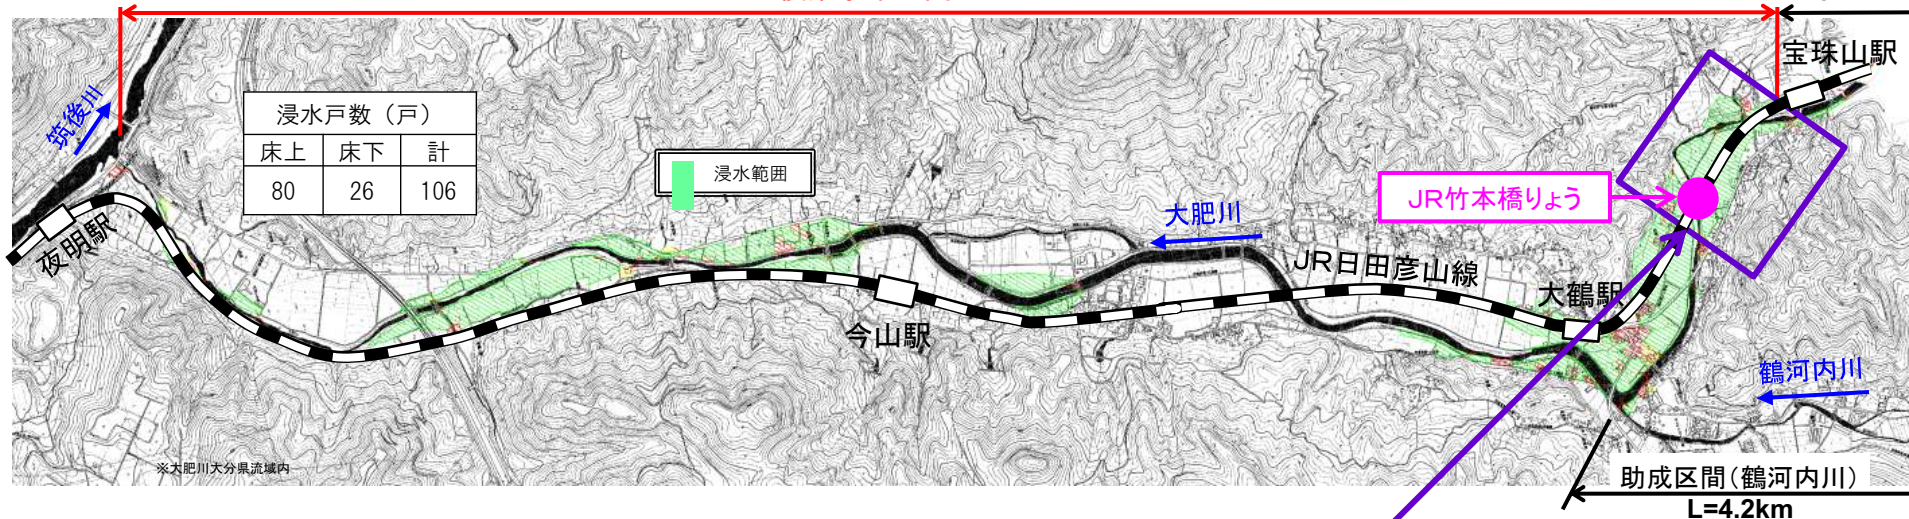 宝珠山駅
筑後川
浸水戸数（戸）
床上 床下 計
80 26 106
浸水範囲
JR竹本橋りょう
大肥川
夜明駅
JR日田彦山線
大鶴駅
今山駅
鶴河内川
※大肥川大分県流域内
助成区間（鶴河内川）
L=4.2km